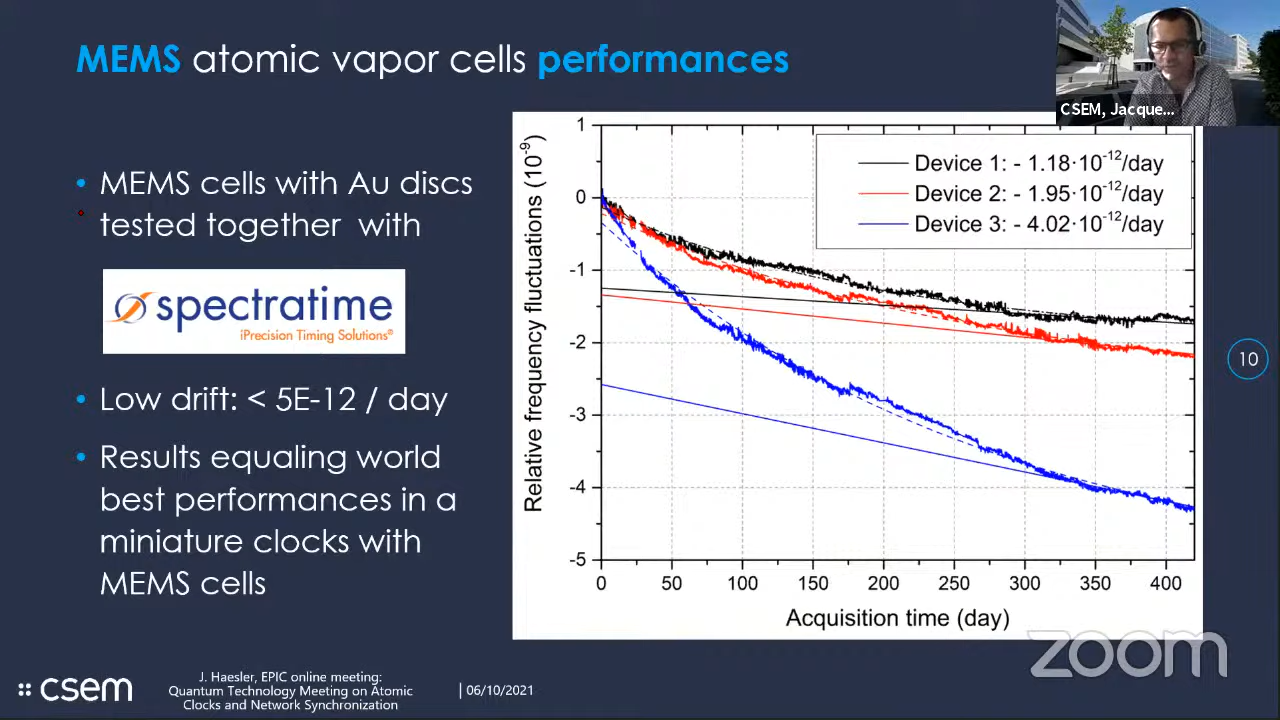 MEMS atomic vapor cells performances
CSEM, Jacque...
• MEMS cells with Au discs
tested together with
spectratime
iPrecision Timing Solutions®
• Low drift: < 5E-12 / day
• Results equaling world
best performances in a
miniature clocks with
MEMS cells
Relative frequency fluctuations (10⁻⁹)
1
0
-1
-2
-3
-4
-5
Device 1: - 1.18·10⁻¹²/day
Device 2: - 1.95·10⁻¹²/day
Device 3: - 4.02·10⁻¹²/day
0 50 100 150 200 250 300 350 400
Acquisition time (day)
10
zoom
:: csem
J. Haesler, EPIC online meeting:
Quantum Technology Meeting on Atomic
Clocks and Network Synchronization
| 06/10/2021